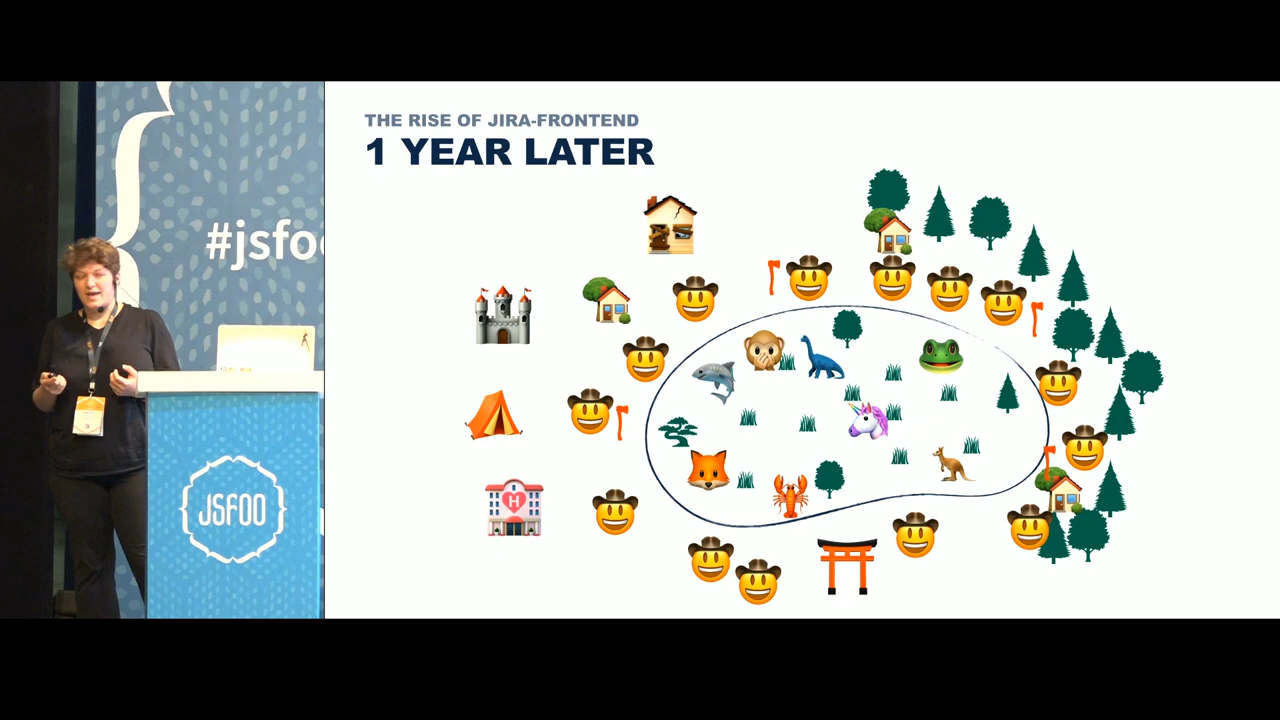 #jsfoo
JSFOO
THE RISE OF JIRA-FRONTEND
1 YEAR LATER
H